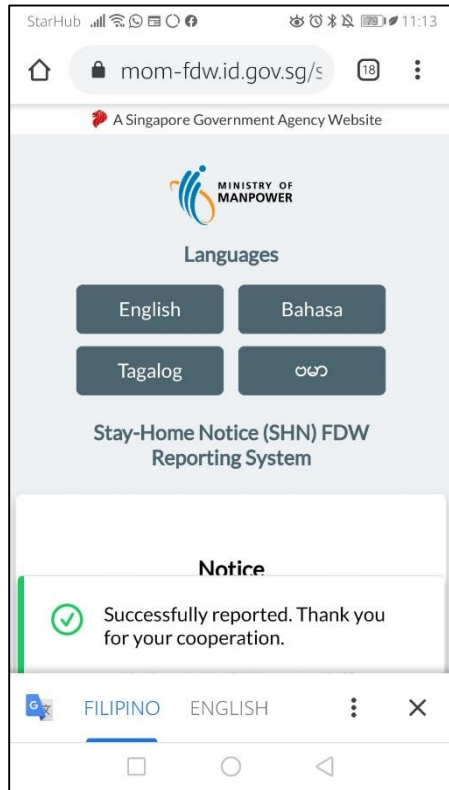 StarHub 79 11:13
mom-fdw.id.gov.sg/s 18
A Singapore Government Agency Website
MINISTRY OF
MANPOWER
Languages
English Bahasa
Tagalog ဗမာ
Stay-Home Notice (SHN) FDW
Reporting System
Notice
Successfully reported. Thank you
for your cooperation.
FILIPINO ENGLISH